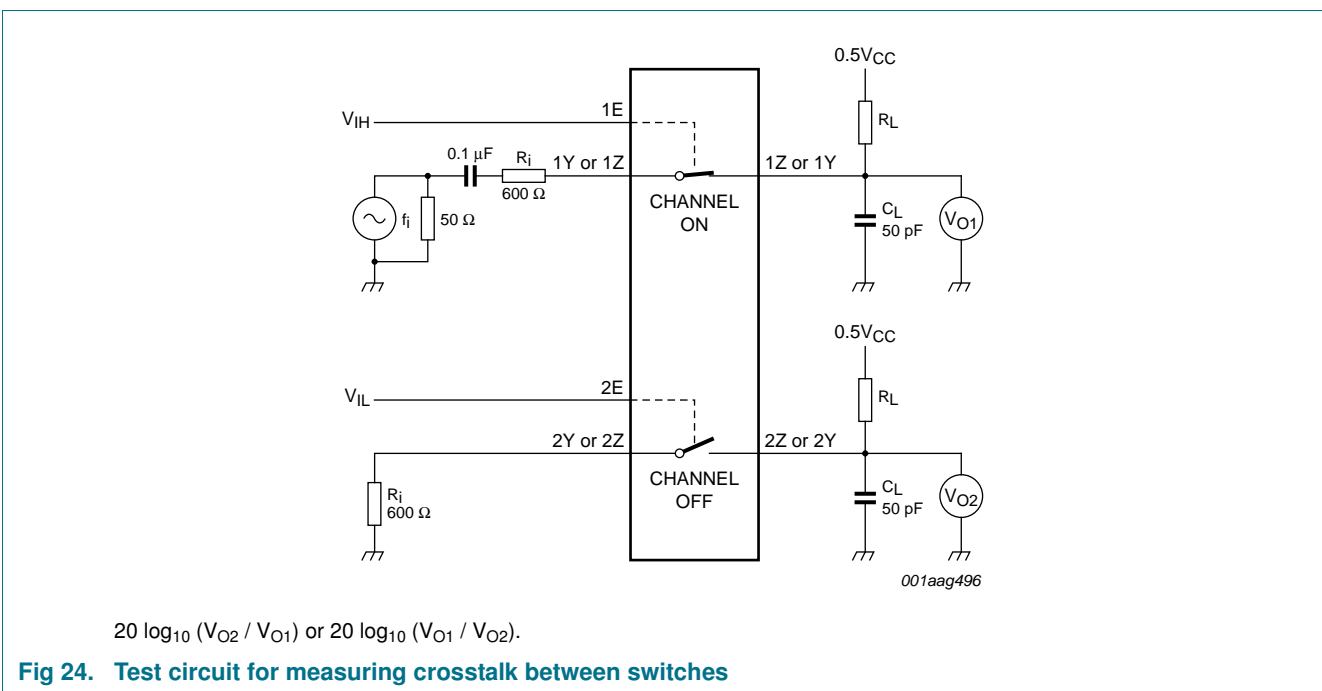 0.5VCC
RL
VIH
1E
0.1 μF
Ri
600 Ω
1Y or 1Z
1Z or 1Y
fi
50 Ω
CHANNEL
ON
CL
50 pF
VO1
0.5VCC
RL
VIL
2E
2Y or 2Z
2Z or 2Y
Ri
600 Ω
CHANNEL
OFF
CL
50 pF
VO2
001aag496
20 log10 (VO2 / VO1) or 20 log10 (VO1 / VO2).
Fig 24. Test circuit for measuring crosstalk between switches